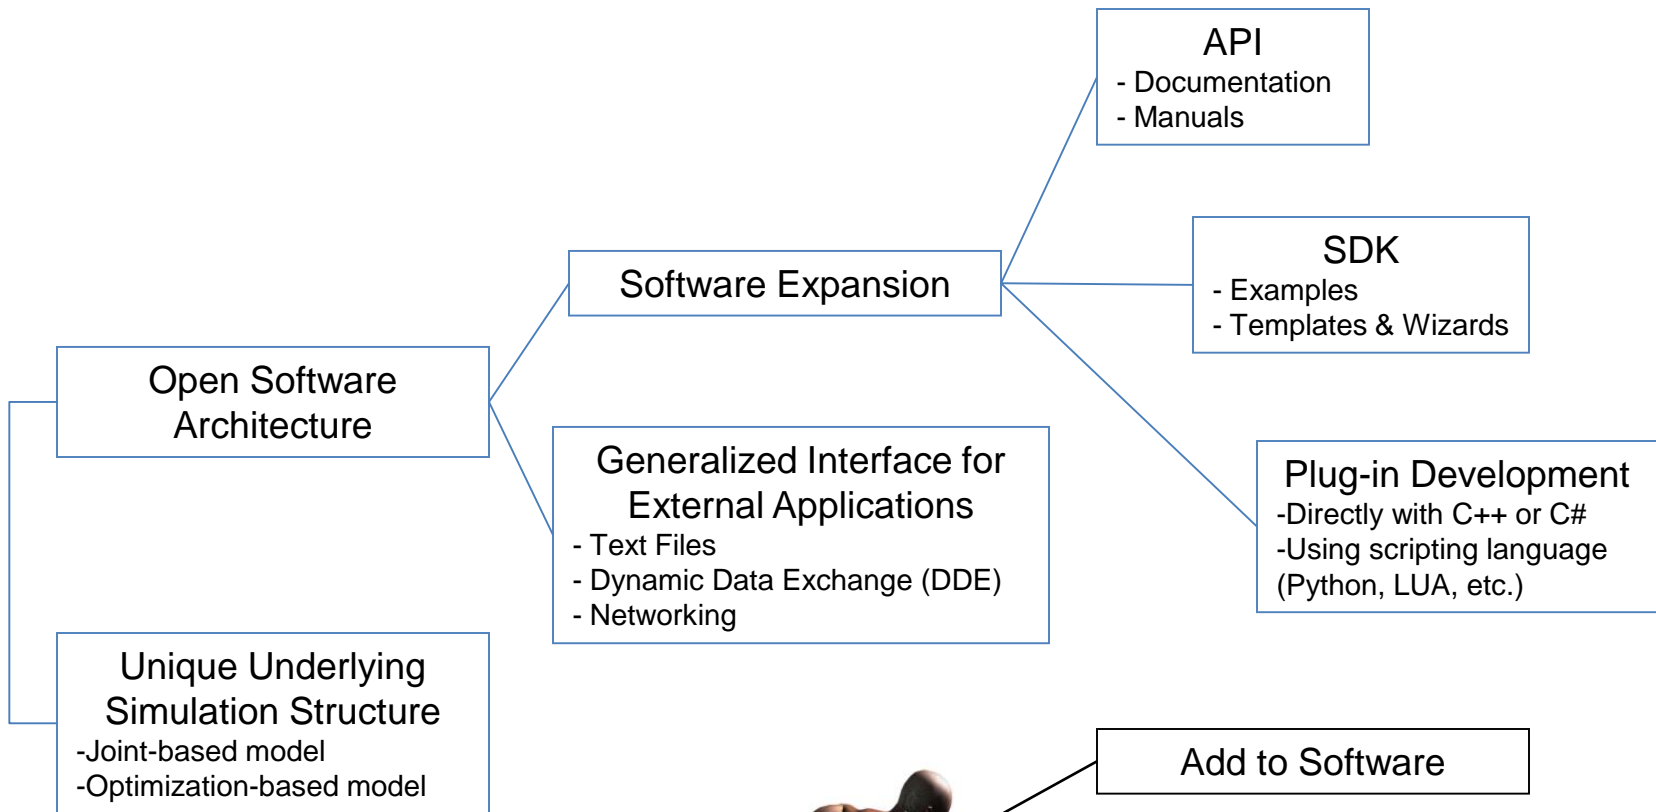 API
- Documentation
- Manuals
SDK
- Examples
- Templates & Wizards
Software Expansion
Open Software
Architecture
Generalized Interface for
External Applications
- Text Files
- Dynamic Data Exchange (DDE)
- Networking
Plug-in Development
-Directly with C++ or C#
-Using scripting language
(Python, LUA, etc.)
Unique Underlying
Simulation Structure
-Joint-based model
-Optimization-based model
Add to Software